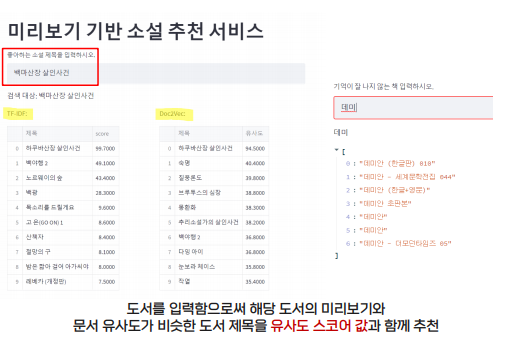 미리보기 기반 소설 추천 서비스
좋아하는 소설 제목을 입력하시오.
백마산장 살인사건
검색 대상: 백마산장 살인사건
TF-IDF:
제목 score
0 하쿠바산장 살인사건 99.7000
1 백야행 2 49.1000
2 노르웨이의 숲 43.4000
3 백광 28.3000
4 목소리를 드릴게요 9.6000
5 고 온(GO ON) 1 8.6000
6 산책자 8.4000
7 절망의 구 8.1000
8 밤은 짧아 걸어 아가씨야 8.0000
9 레베카 (개정판) 7.5000
Doc2Vec:
제목 유사도
0 하쿠바산장 살인사건 94.5000
1 숙명 40.4000
2 질풍론도 39.8000
3 브루투스의 심장 38.8000
4 몽환화 38.3000
5 추리소설가의 살인사건 38.2000
6 백야행 2 36.8000
7 다잉 아이 36.8000
8 눈보라 체이스 35.8000
9 작열 35.4000
기억이 잘 나지 않는 책 입력하시오.
데미
데미
[
0 : "데미안 (한글판) 010"
1 : "데미안 - 세계문학전집 044"
2 : "데미안 (한글+영문)"
3 : "데미안 초판본"
4 : "데미안"
5 : "데미안"
6 : "데미안 - 더모던타임즈 05"
]
도서를 입력함으로써 해당 도서의 미리보기와
문서 유사도가 비슷한 도서 제목을 유사도 스코어 값과 함께 추천